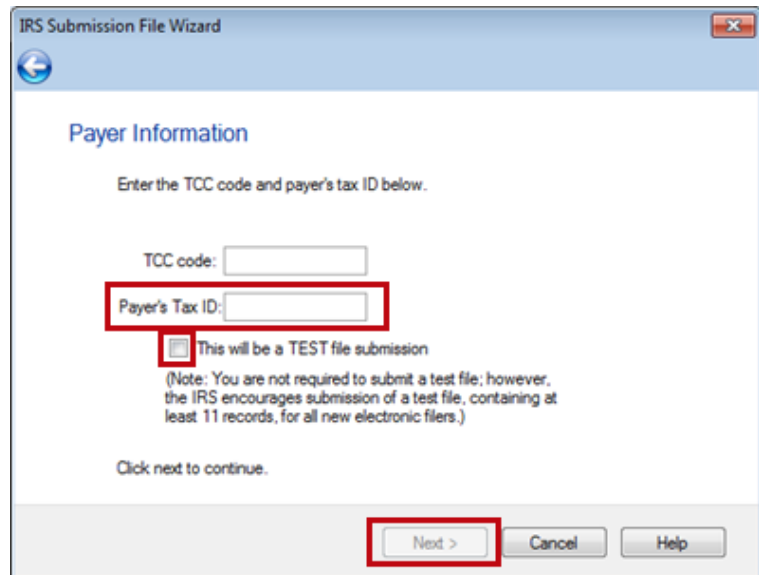 IRS Submission File Wizard
Payer Information
Enter the TCC code and payer's tax ID below.
TCC code:
Payer's Tax ID:
This will be a TEST file submission
(Note: You are not required to submit a test file; however,
the IRS encourages submission of a test file, containing at
least 11 records, for all new electronic filers.)
Click next to continue.
Next > Cancel Help